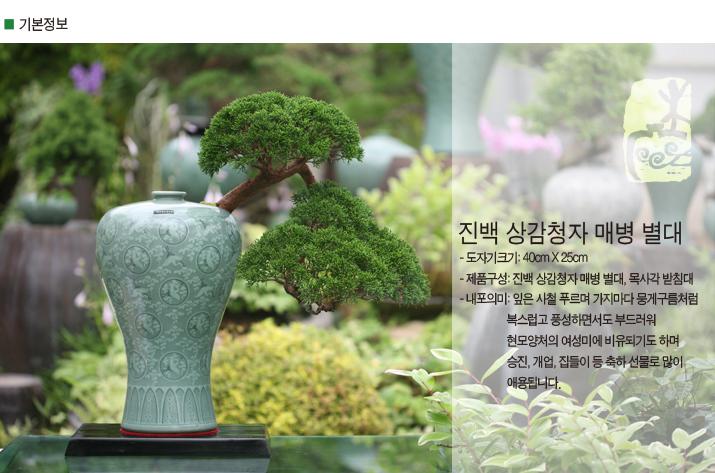 기본정보
진백 상감청자 매병 별대
- 도자기크기: 40cm X 25cm
- 제품구성: 진백 상감청자 매병 별대, 목사각 받침대
- 내포의미: 잎은 사철 푸르며 가지마다 뭉게구름처럼
복스럽고 풍성하면서도 부드러워
현모양처의 여성미에 비유되기도 하며
승진, 개업, 집들이 등 축하 선물로 많이
애용됩니다.